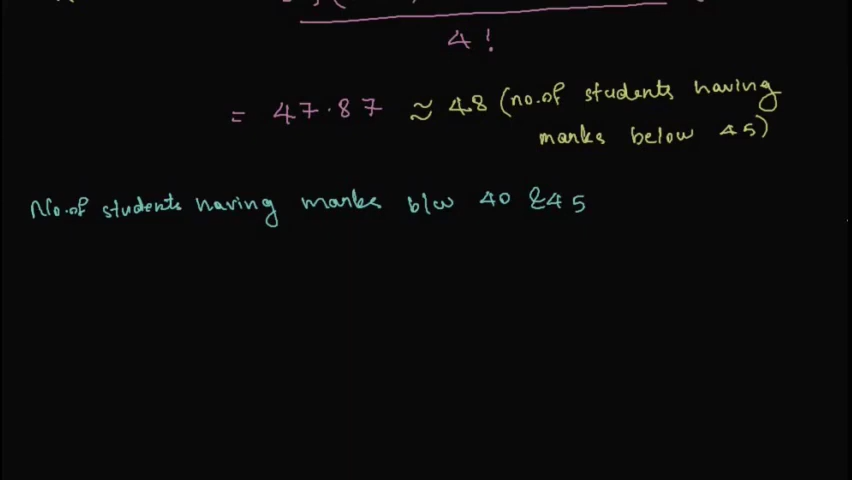 4!
= 47.87 ≈ 48 (no.of students having
marks below 45)
No.of students having marks b/w 40 & 45